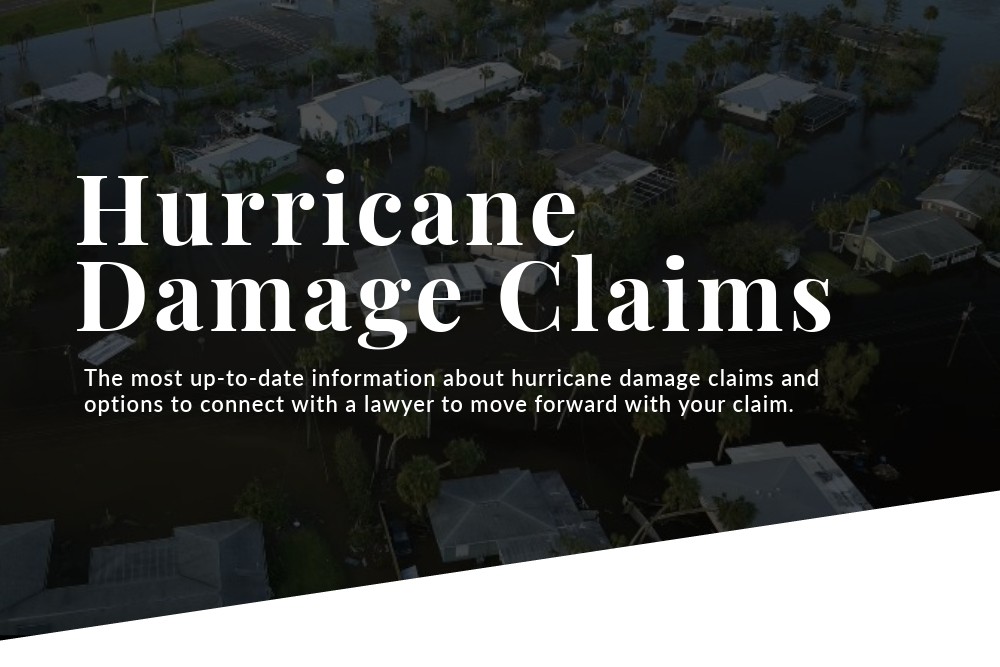 Hurricane
Damage Claims
The most up-to-date information about hurricane damage claims and
options to connect with a lawyer to move forward with your claim.